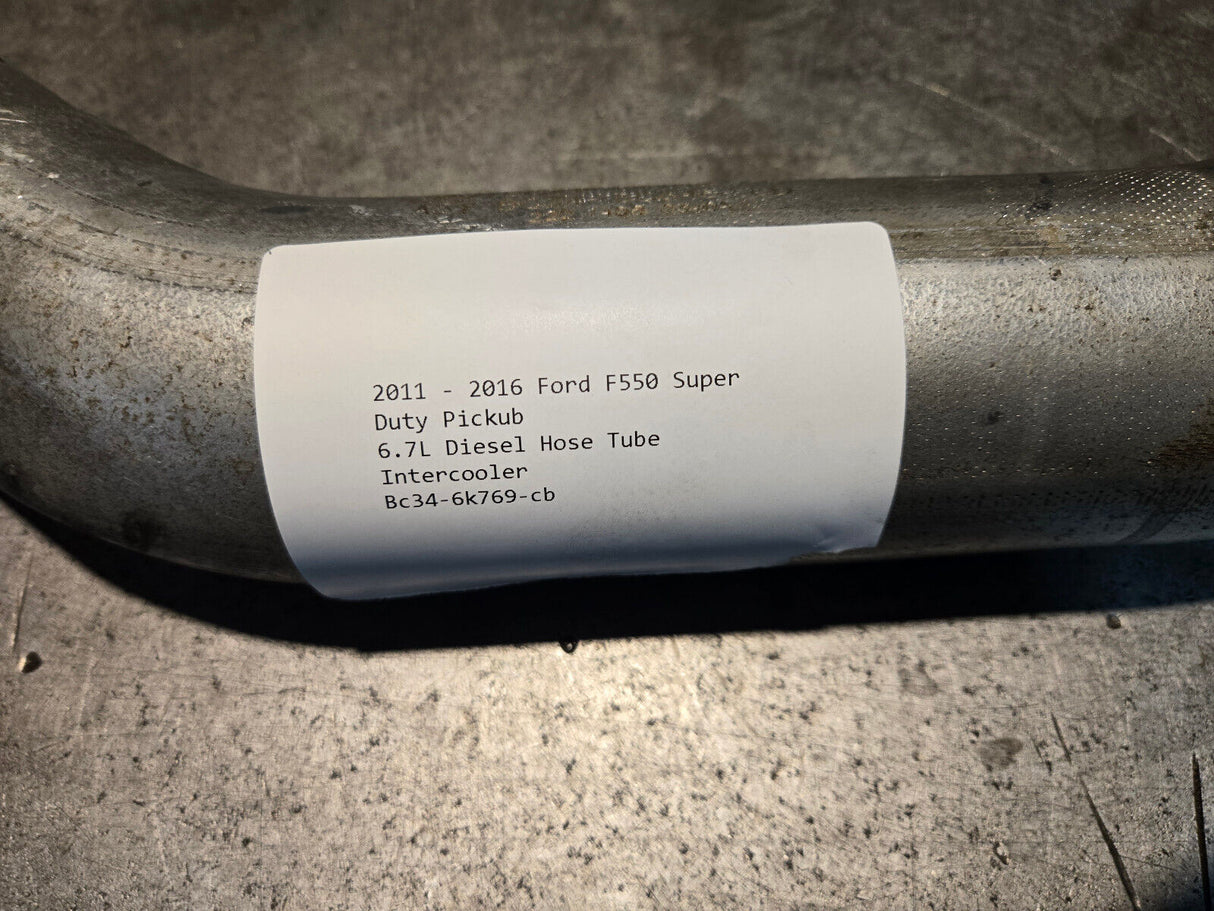 2011 - 2016 Ford F550 Super
Duty Pickub
6.7L Diesel Hose Tube
Intercooler
Bc34-6k769-cb